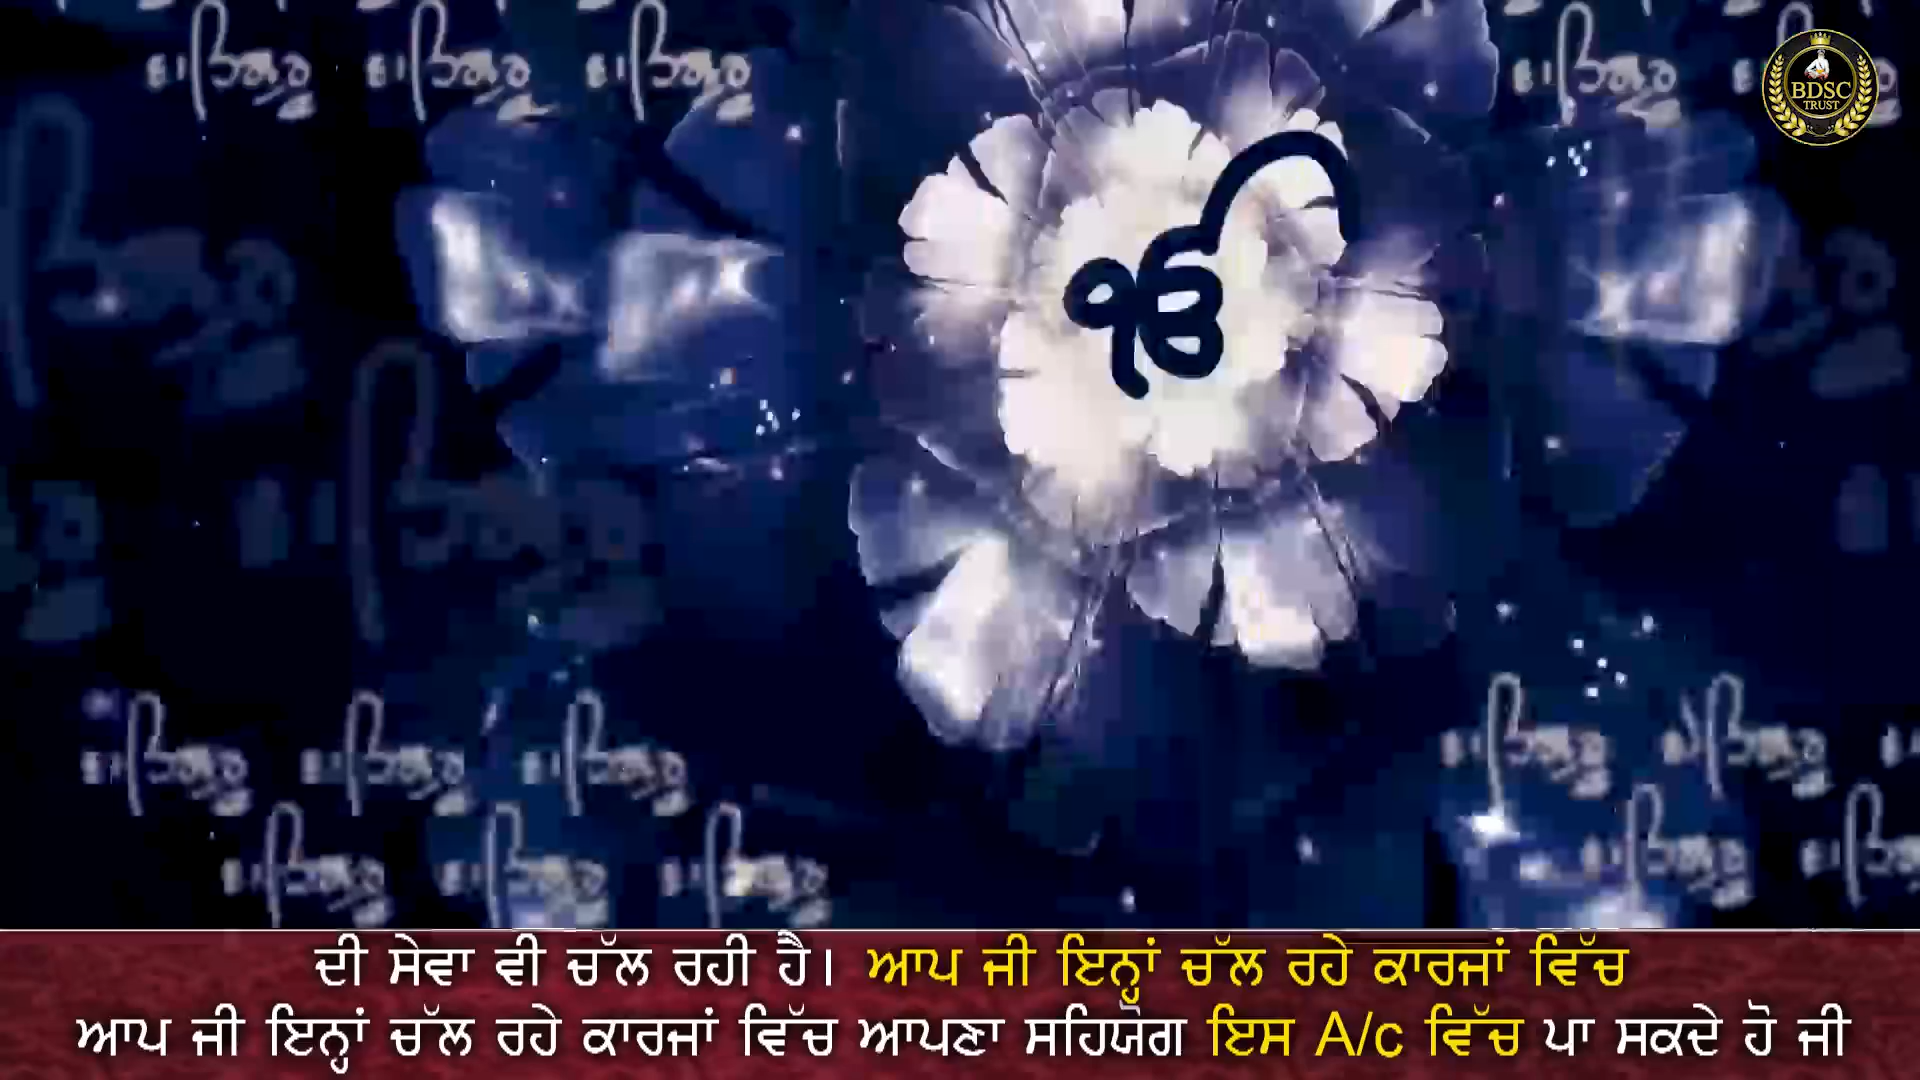 ਵਾਹਿਗੁਰੂ ਵਾਹਿਗੁਰੂ ਵਾਹਿਗੁਰੂ ਵਾਹਿਗੁਰੂ
BDSC
TRUST
ੴ
ਵਾਹਿਗੁਰੂ ਵਾਹਿਗੁਰੂ ਵਾਹਿਗੁਰੂ ਵਾਹਿਗੁਰੂ ਵਾਹਿਗੁਰੂ
ਵਾਹਿਗੁਰੂ ਵਾਹਿਗੁਰੂ ਵਾਹਿਗੁਰੂ ਵਾਹਿਗੁਰੂ
ਦੀ ਸੇਵਾ ਵੀ ਚੱਲ ਰਹੀ ਹੈ। ਆਪ ਜੀ ਇਨ੍ਹਾਂ ਚੱਲ ਰਹੇ ਕਾਰਜਾਂ ਵਿੱਚ
ਆਪ ਜੀ ਇਨ੍ਹਾਂ ਚੱਲ ਰਹੇ ਕਾਰਜਾਂ ਵਿੱਚ ਆਪਣਾ ਸਹਿਯੋਗ ਇਸ A/c ਵਿੱਚ ਪਾ ਸਕਦੇ ਹੋ ਜੀ